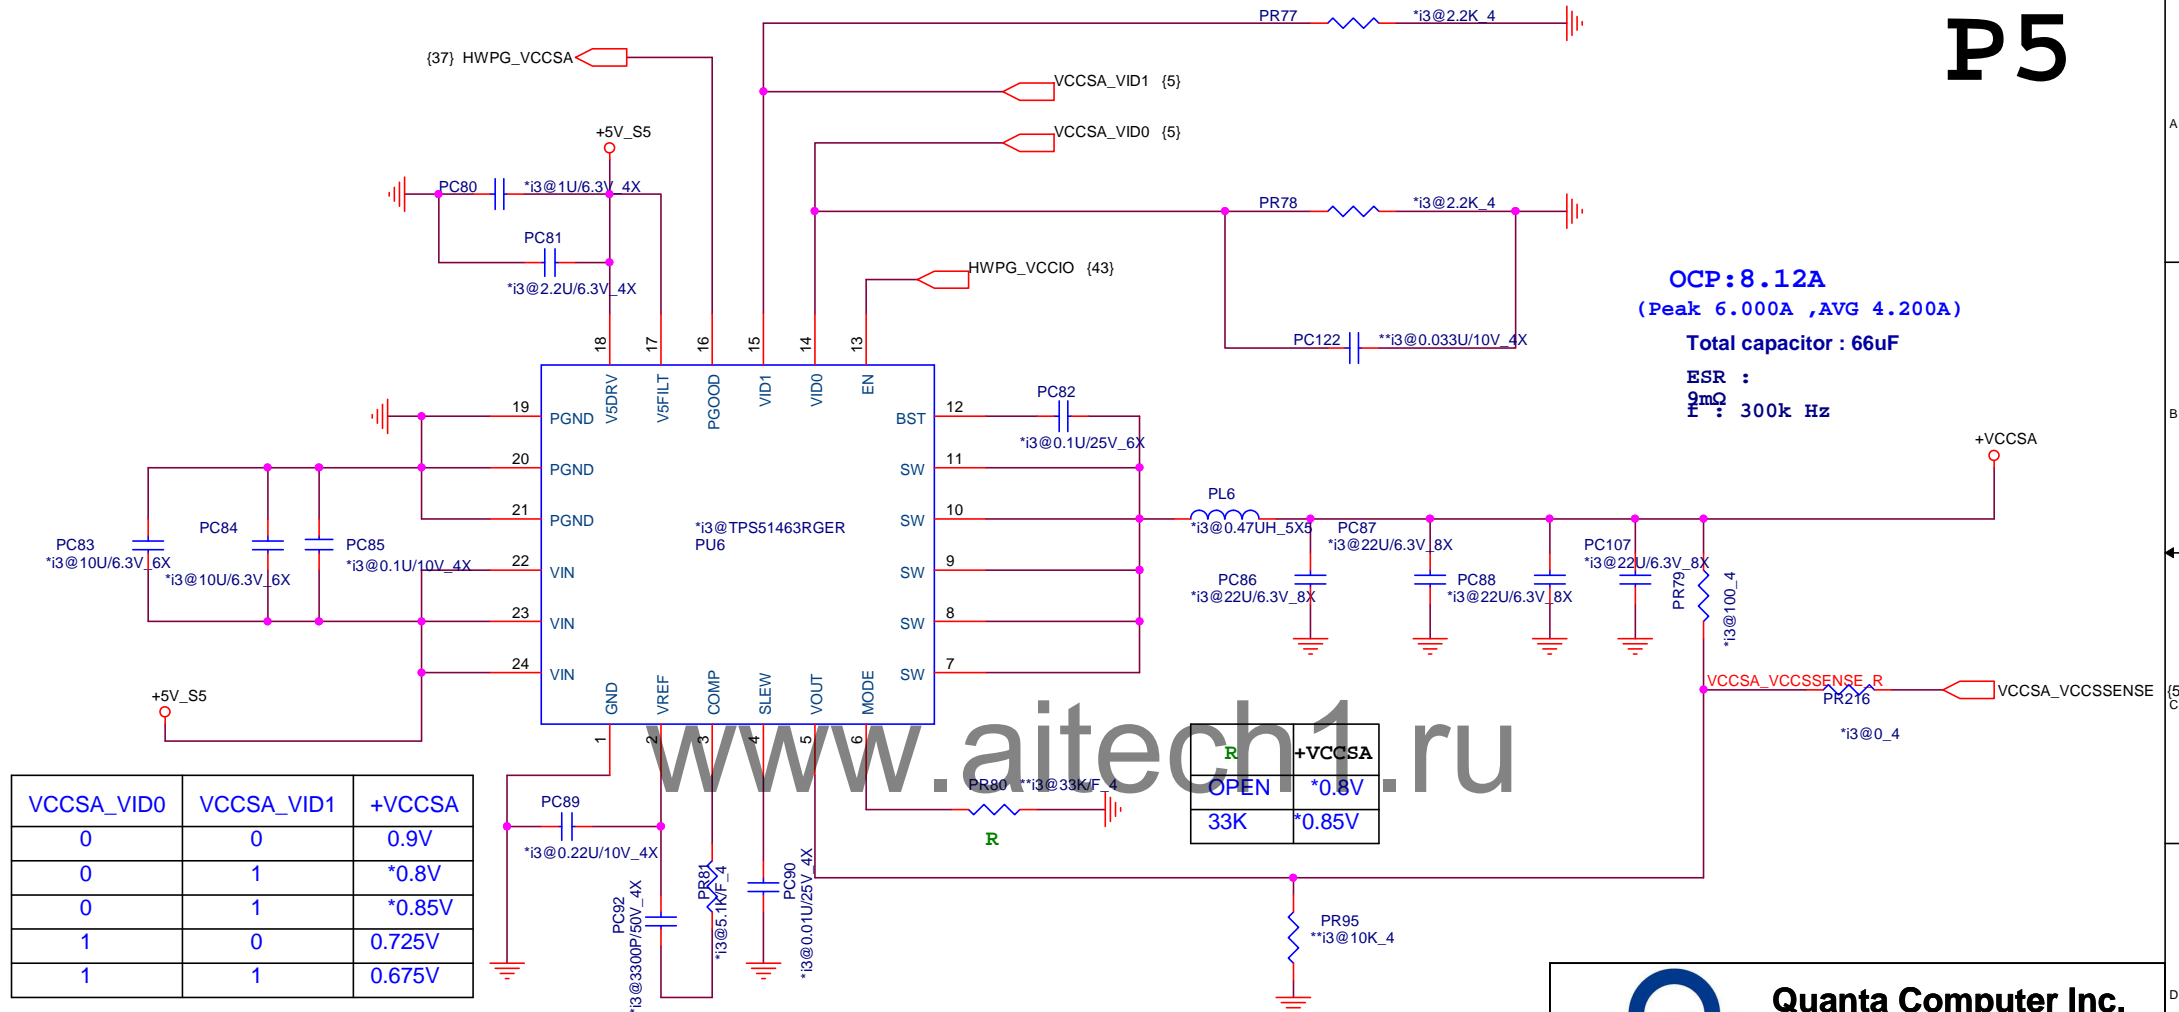 PR77 *i3@2.2K_4
P5
{37} HWPG_VCCSA
VCCSA_VID1 {5}
A
+5V_S5
VCCSA_VID0 {5}
PC80 *i3@1U/6.3V_4X
PR78 *i3@2.2K_4
PC81
*i3@2.2U/6.3V_4X
HWPG_VCCIO {43}
OCP:8.12A
(Peak 6.000A ,AVG 4.200A)
Total capacitor : 66uF
ESR :
9mΩ
f : 300k Hz
PC122 **i3@0.033U/10V_4X
18 17 16 15 14 13
V5DRV V5FILT PGOOD VID1 VID0 EN
B
19 PGND
20 PGND
21 PGND
22 VIN
23 VIN
24 VIN
BST 12
SW 11
SW 10
SW 9
SW 8
SW 7
PC82
*i3@0.1U/25V_6X
+VCCSA
*i3@TPS51463RGER
PU6
PC83
*i3@10U/6.3V_6X
PC84
*i3@10U/6.3V_6X
PC85
*i3@0.1U/10V_4X
PL6
*i3@0.47UH_5X5
PC87
*i3@22U/6.3V_8X
PC107
*i3@22U/6.3V_8X
PC86
*i3@22U/6.3V_8X
PC88
*i3@22U/6.3V_8X
PR79
*i3@100_4
+5V_S5
GND VREF COMP SLEW VOUT MODE
1 2 3 4 5 6
VCCSA_VCCSSENSE_R
PR216
*i3@0_4
VCCSA_VCCSSENSE {5
C
www.aitech1.ru
R +VCCSA
OPEN *0.8V
33K *0.85V
PR80 **i3@33K/F_4
R
VCCSA_VID0 VCCSA_VID1 +VCCSA
0 0 0.9V
0 1 *0.8V
0 1 *0.85V
1 0 0.725V
1 1 0.675V
PC89
*i3@0.22U/10V_4X
PC92
*i3@3300P/50V_4X
PR81
*i3@5.1K/F_4
PC90
*i3@0.01U/25V_4X
PR95
**i3@10K_4
Quanta Computer Inc.
D